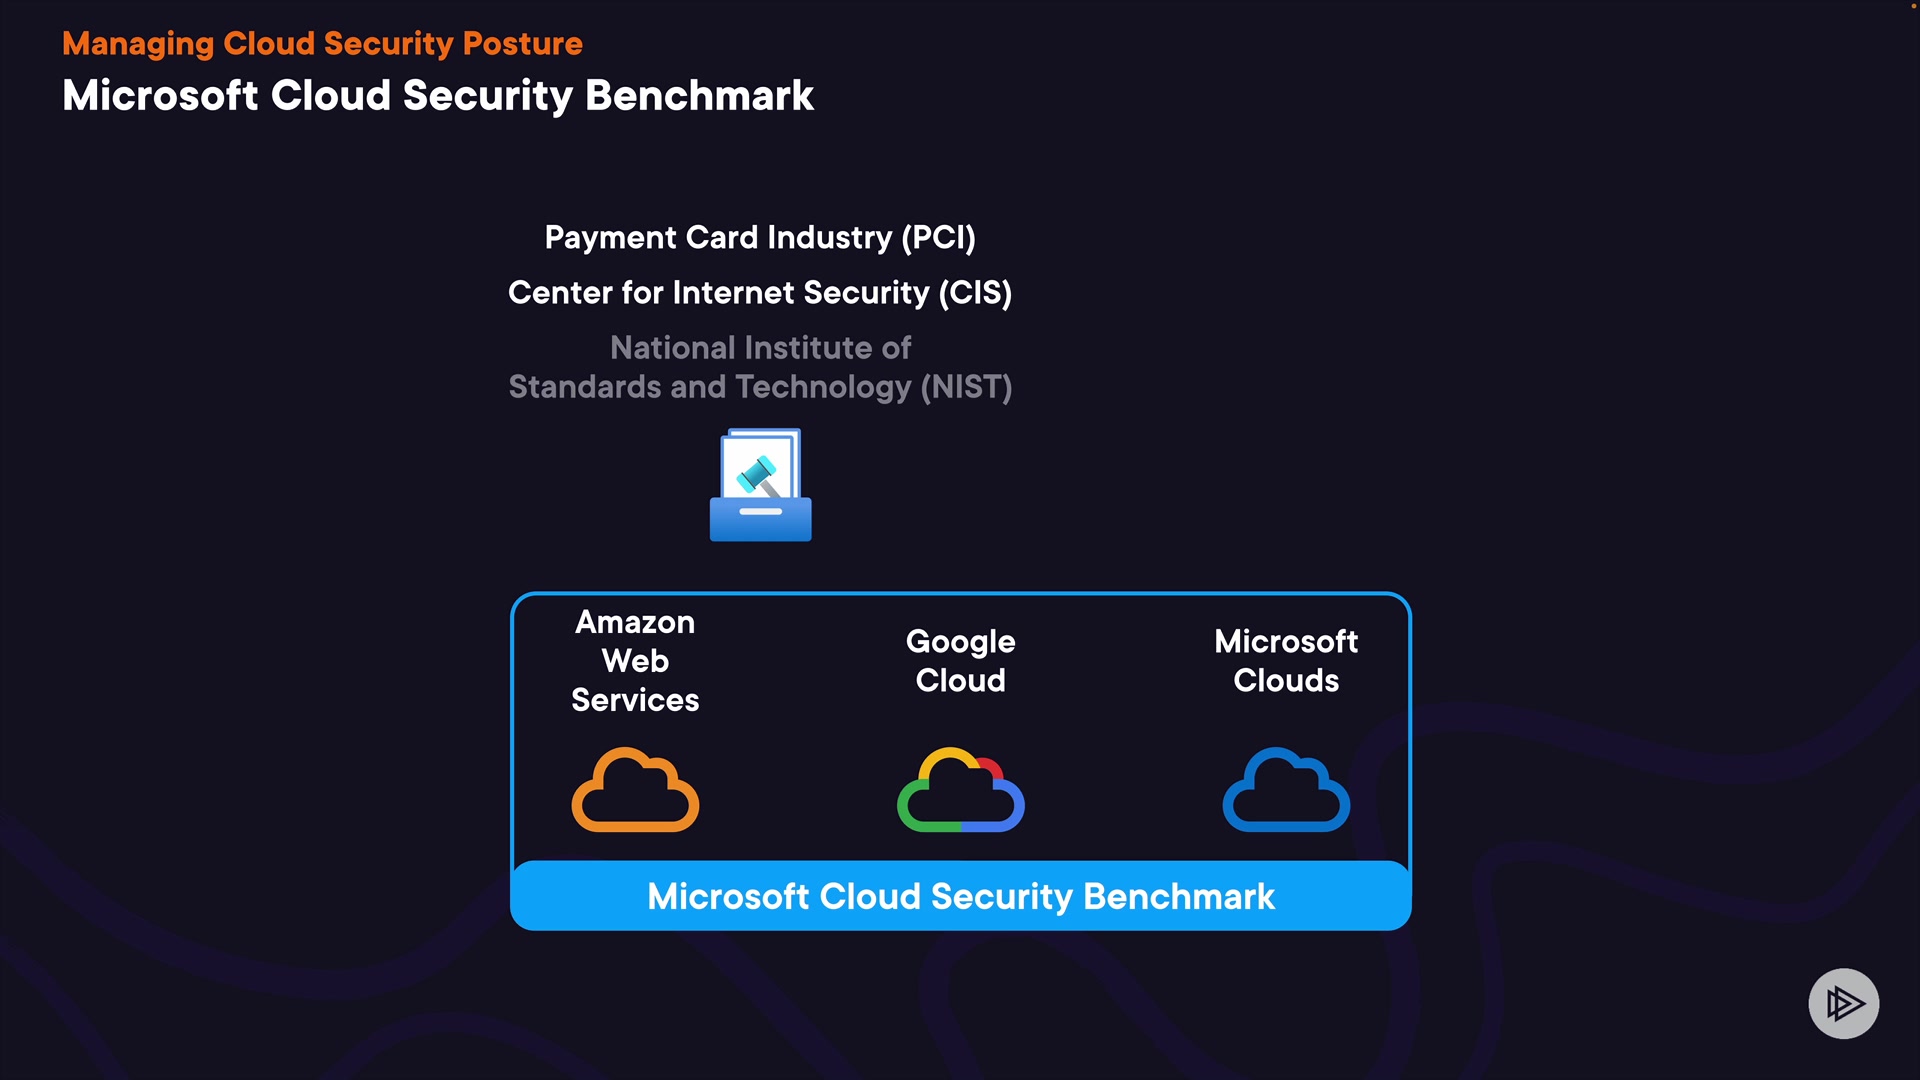 Managing Cloud Security Posture
Microsoft Cloud Security Benchmark
Payment Card Industry (PCI)
Center for Internet Security (CIS)
National Institute of
Standards and Technology (NIST)
Amazon
Web
Services
Google
Cloud
Microsoft
Clouds
Microsoft Cloud Security Benchmark